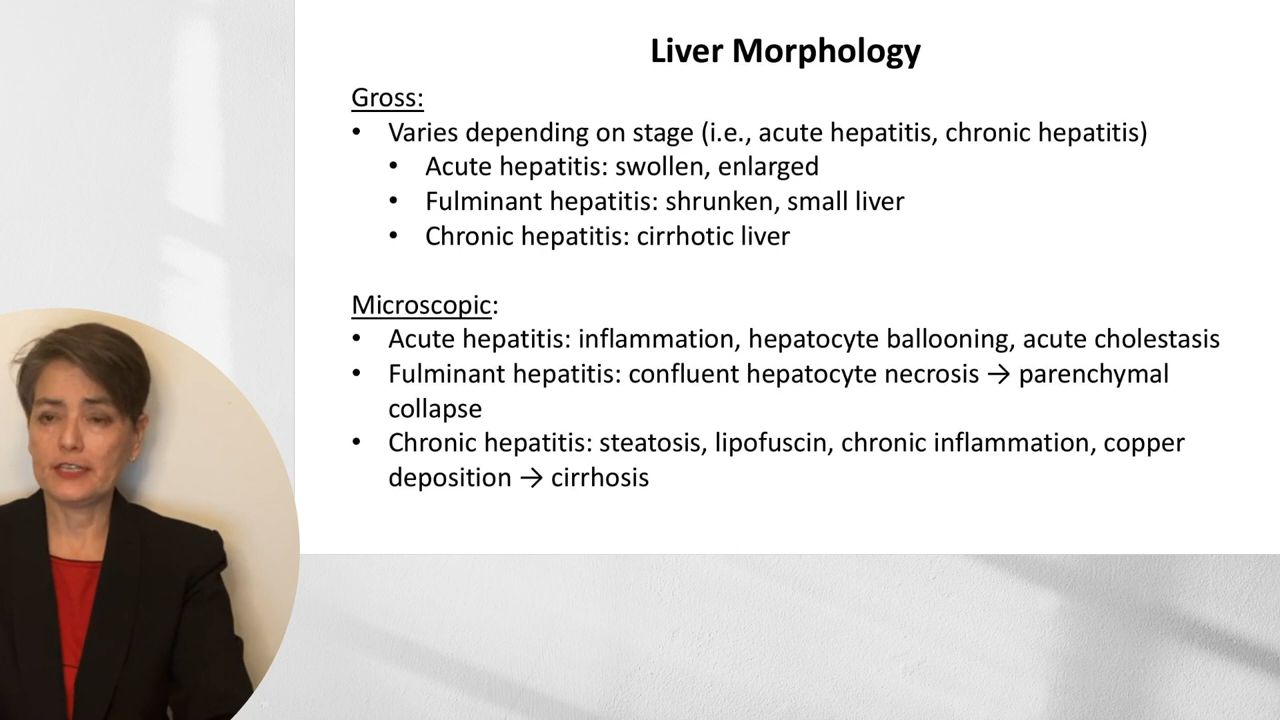 Liver Morphology
Gross:
• Varies depending on stage (i.e., acute hepatitis, chronic hepatitis)
• Acute hepatitis: swollen, enlarged
• Fulminant hepatitis: shrunken, small liver
• Chronic hepatitis: cirrhotic liver
Microscopic:
• Acute hepatitis: inflammation, hepatocyte ballooning, acute cholestasis
• Fulminant hepatitis: confluent hepatocyte necrosis → parenchymal
collapse
• Chronic hepatitis: steatosis, lipofuscin, chronic inflammation, copper
deposition → cirrhosis